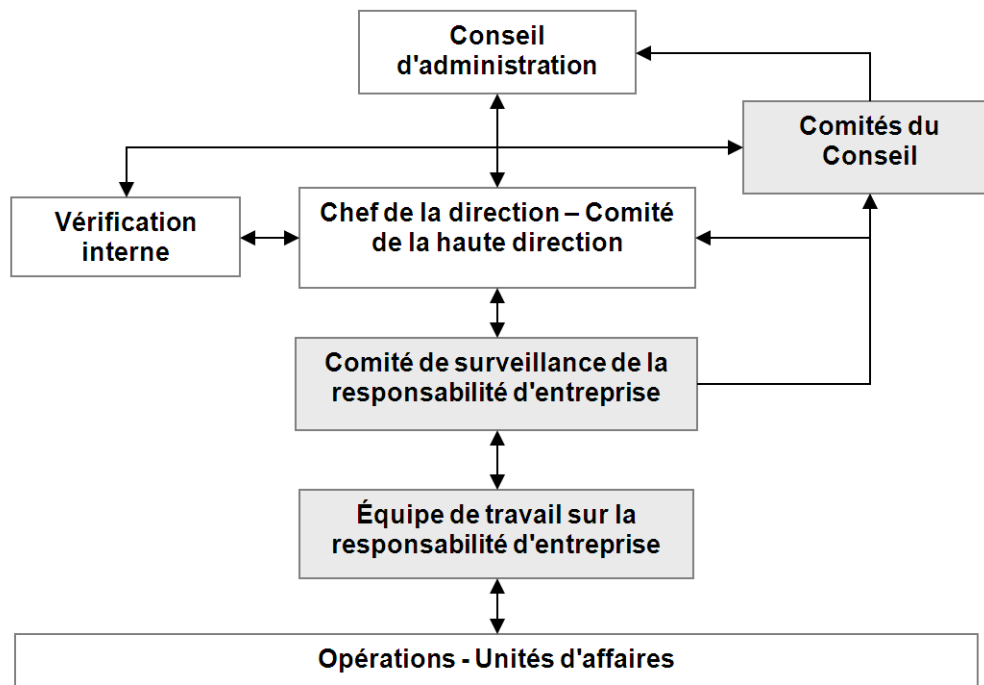 Conseil
d'administration
Comités du
Conseil
Vérification
interne
Chef de la direction – Comité
de la haute direction
Comité de surveillance de la
responsabilité d'entreprise
Équipe de travail sur la
responsabilité d'entreprise
Opérations - Unités d'affaires